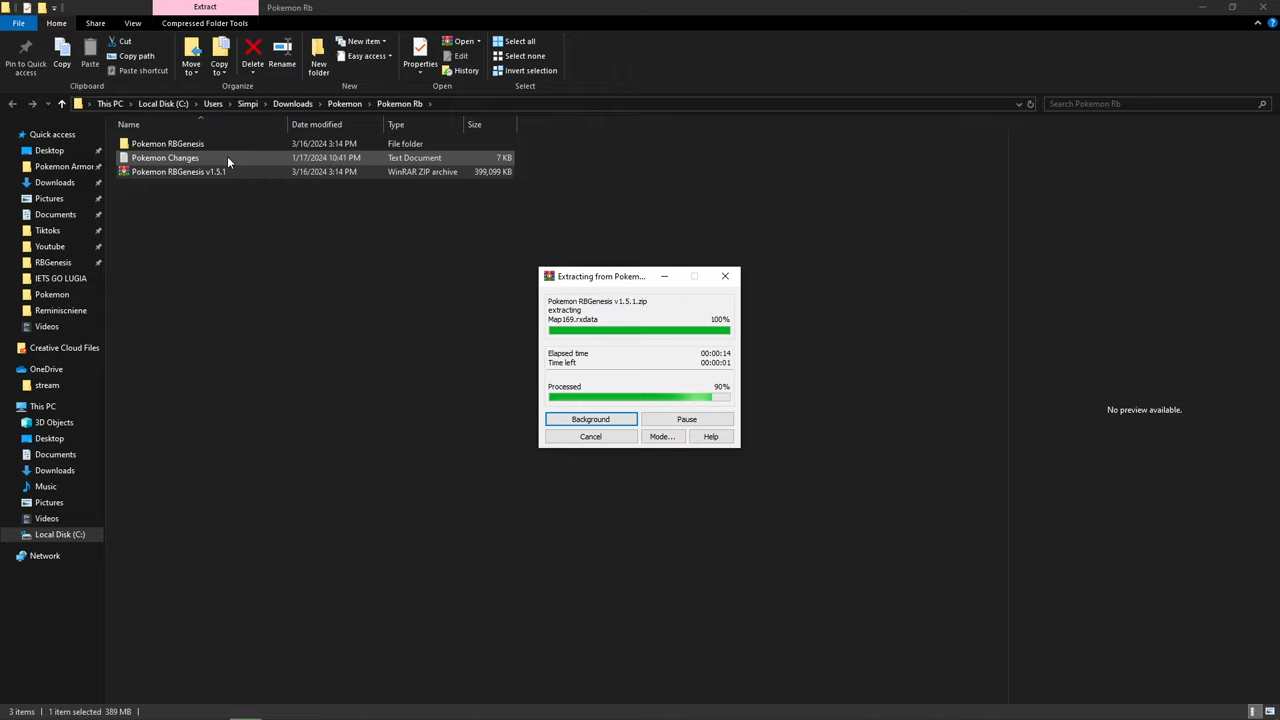 Extract
Pokemon Rb
File
Home
Share
View
Compressed Folder Tools
Pin to Quick access
Copy
Paste
Cut
Copy path
Paste shortcut
Clipboard
Move to
Copy to
Delete
Rename
Organize
New folder
New item
Easy access
New
Properties
Open
Edit
History
Open
Select all
Select none
Invert selection
Select
This PC
Local Disk (C:)
Users
Simpi
Downloads
Pokemon
Pokemon Rb
Search Pokemon Rb
Name
Date modified
Type
Size
Pokemon RBGenesis 3/16/2024 3:14 PM File folder
Pokemon Changes 1/17/2024 10:41 PM Text Document 7 KB
Pokemon RBGenesis v1.5.1 3/16/2024 3:14 PM WinRAR ZIP archive 399,099 KB
Quick access
Desktop
Pokemon Armor
Downloads
Pictures
Documents
Tiktoks
Youtube
RBGenesis
lETS GO LUGIA
Pokemon
Reminiscniene
Videos
Creative Cloud Files
OneDrive
stream
This PC
3D Objects
Desktop
Documents
Downloads
Music
Pictures
Videos
Local Disk (C:)
Network
Extracting from Pokem...
Pokemon RBGenesis v1.5.1.zip
extracting
Map169.rxdata 100%
Elapsed time 00:00:14
Time left 00:00:01
Processed 90%
Background
Pause
Cancel
Mode...
Help
No preview available.
3 items
1 item selected 389 MB